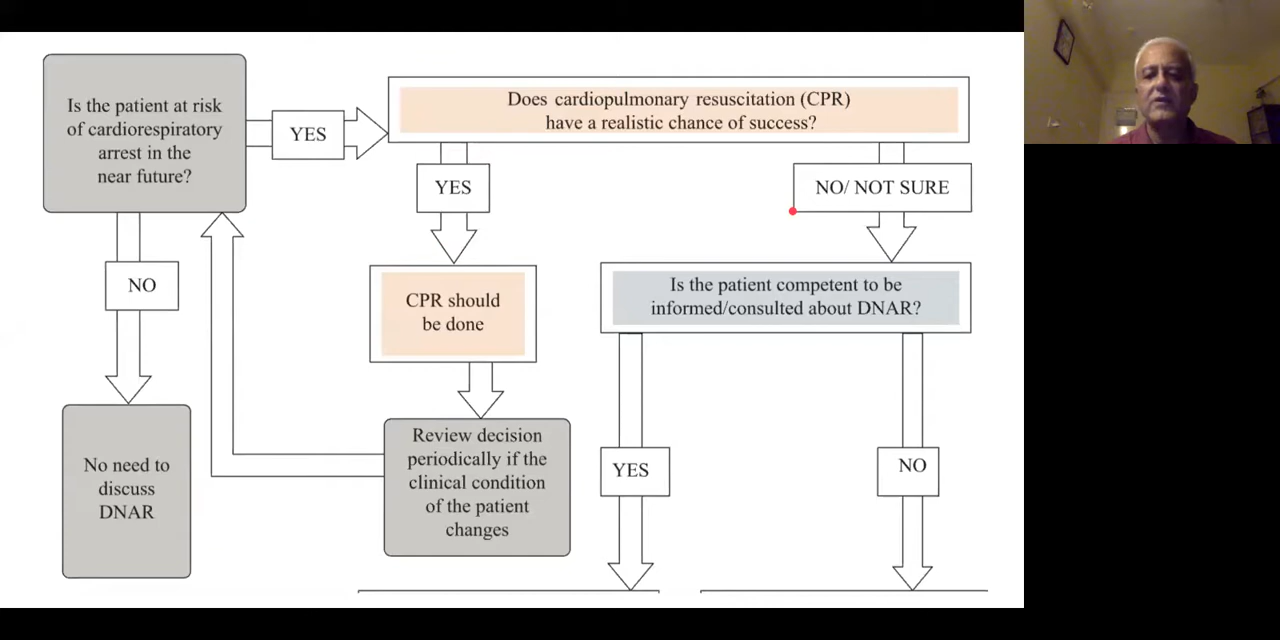 Is the patient at risk
of cardiorespiratory
arrest in the
near future?
YES
Does cardiopulmonary resuscitation (CPR)
have a realistic chance of success?
YES
NO/ NOT SURE
NO
CPR should
be done
Is the patient competent to be
informed/consulted about DNAR?
No need to
discuss
DNAR
Review decision
periodically if the
clinical condition
of the patient
changes
YES
NO